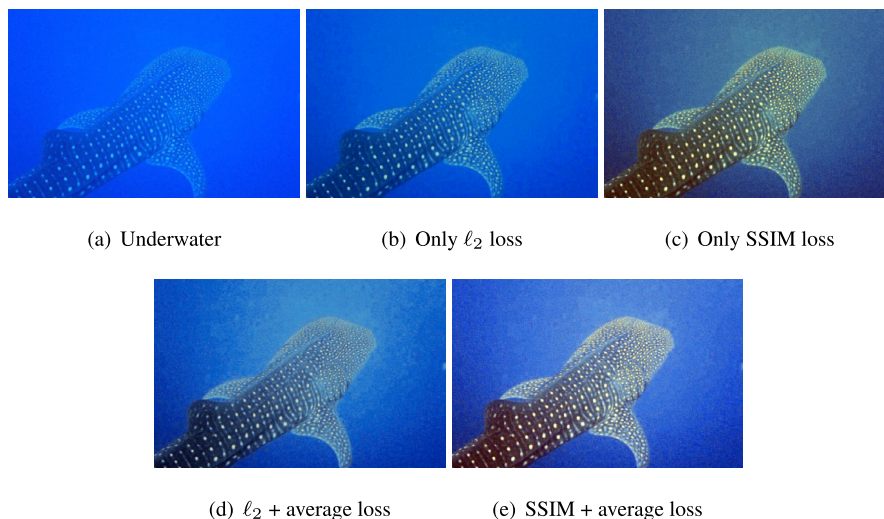 (a) Underwater
(b) Only ℓ₂ loss
(c) Only SSIM loss
(d) ℓ₂ + average loss
(e) SSIM + average loss